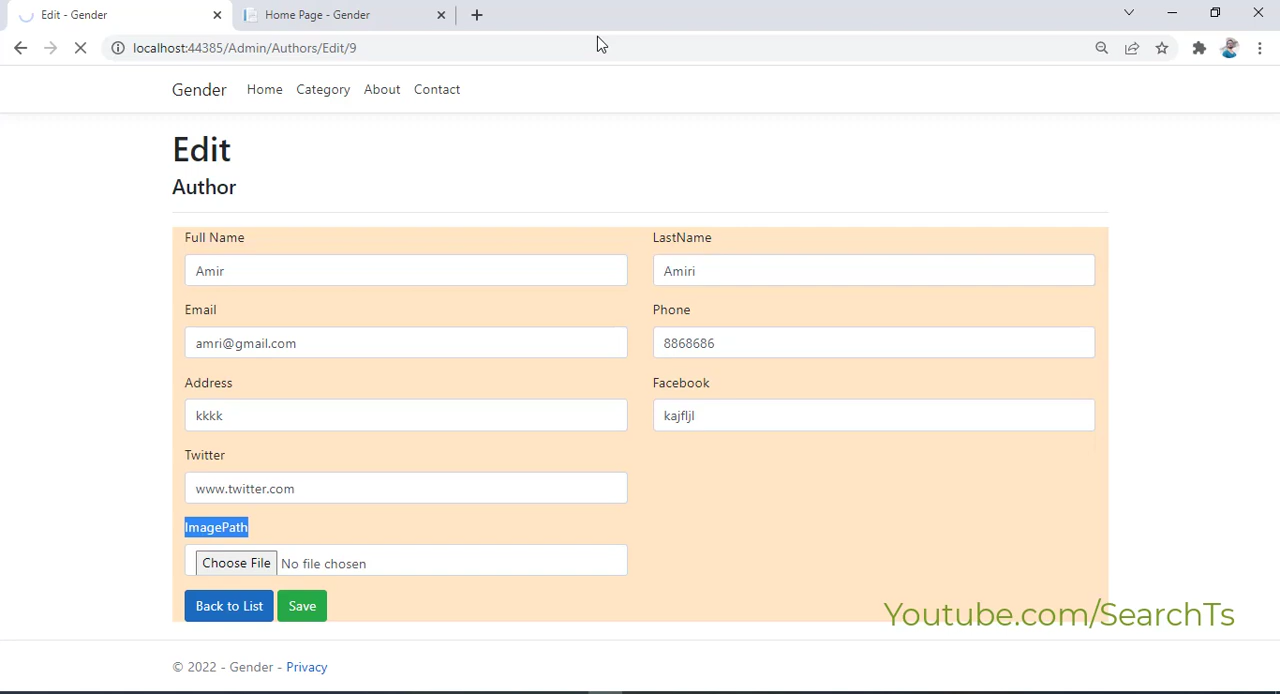 Edit - Gender
Home Page - Gender
localhost:44385/Admin/Authors/Edit/9
Gender Home Category About Contact
Edit
Author
Full Name LastName
Amir Amiri
Email Phone
amri@gmail.com 8868686
Address Facebook
kkkk kajfljl
Twitter
www.twitter.com
ImagePath
Choose File No file chosen
Back to List Save
Youtube.com/SearchTs
© 2022 - Gender - Privacy